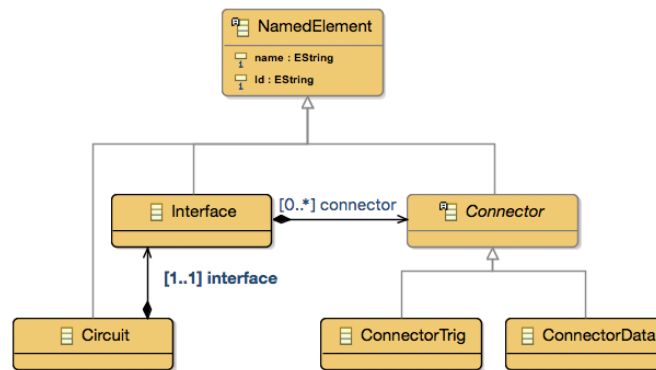 NamedElement
name : EString
Id : EString
Interface
[0..*] connector
Connector
[1..1] interface
Circuit
ConnectorTrig
ConnectorData